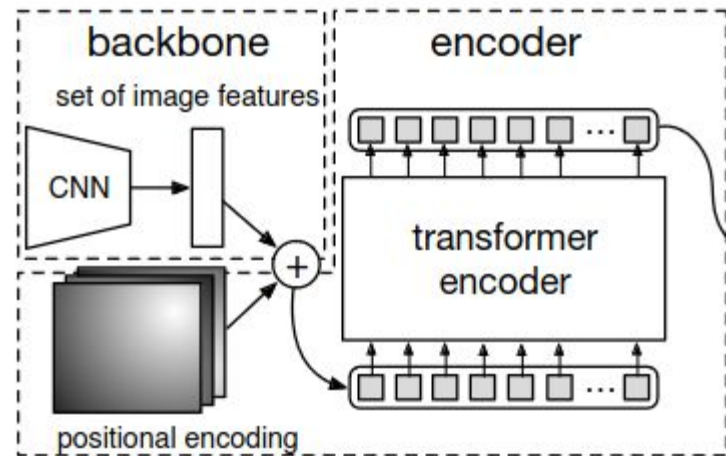 backbone
set of image features
CNN
+
positional encoding
encoder
...
transformer
encoder
...